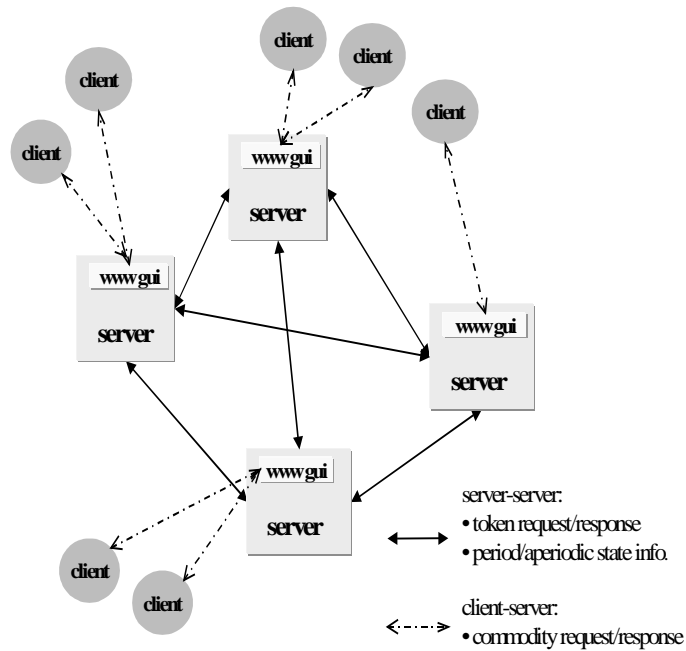 client
client
client
client
client
www gui
server
www gui
server
www gui
server
www gui
server
client
client
server-server:
• token request/response
• period/aperiodic state info.
client-server:
• commodity request/response